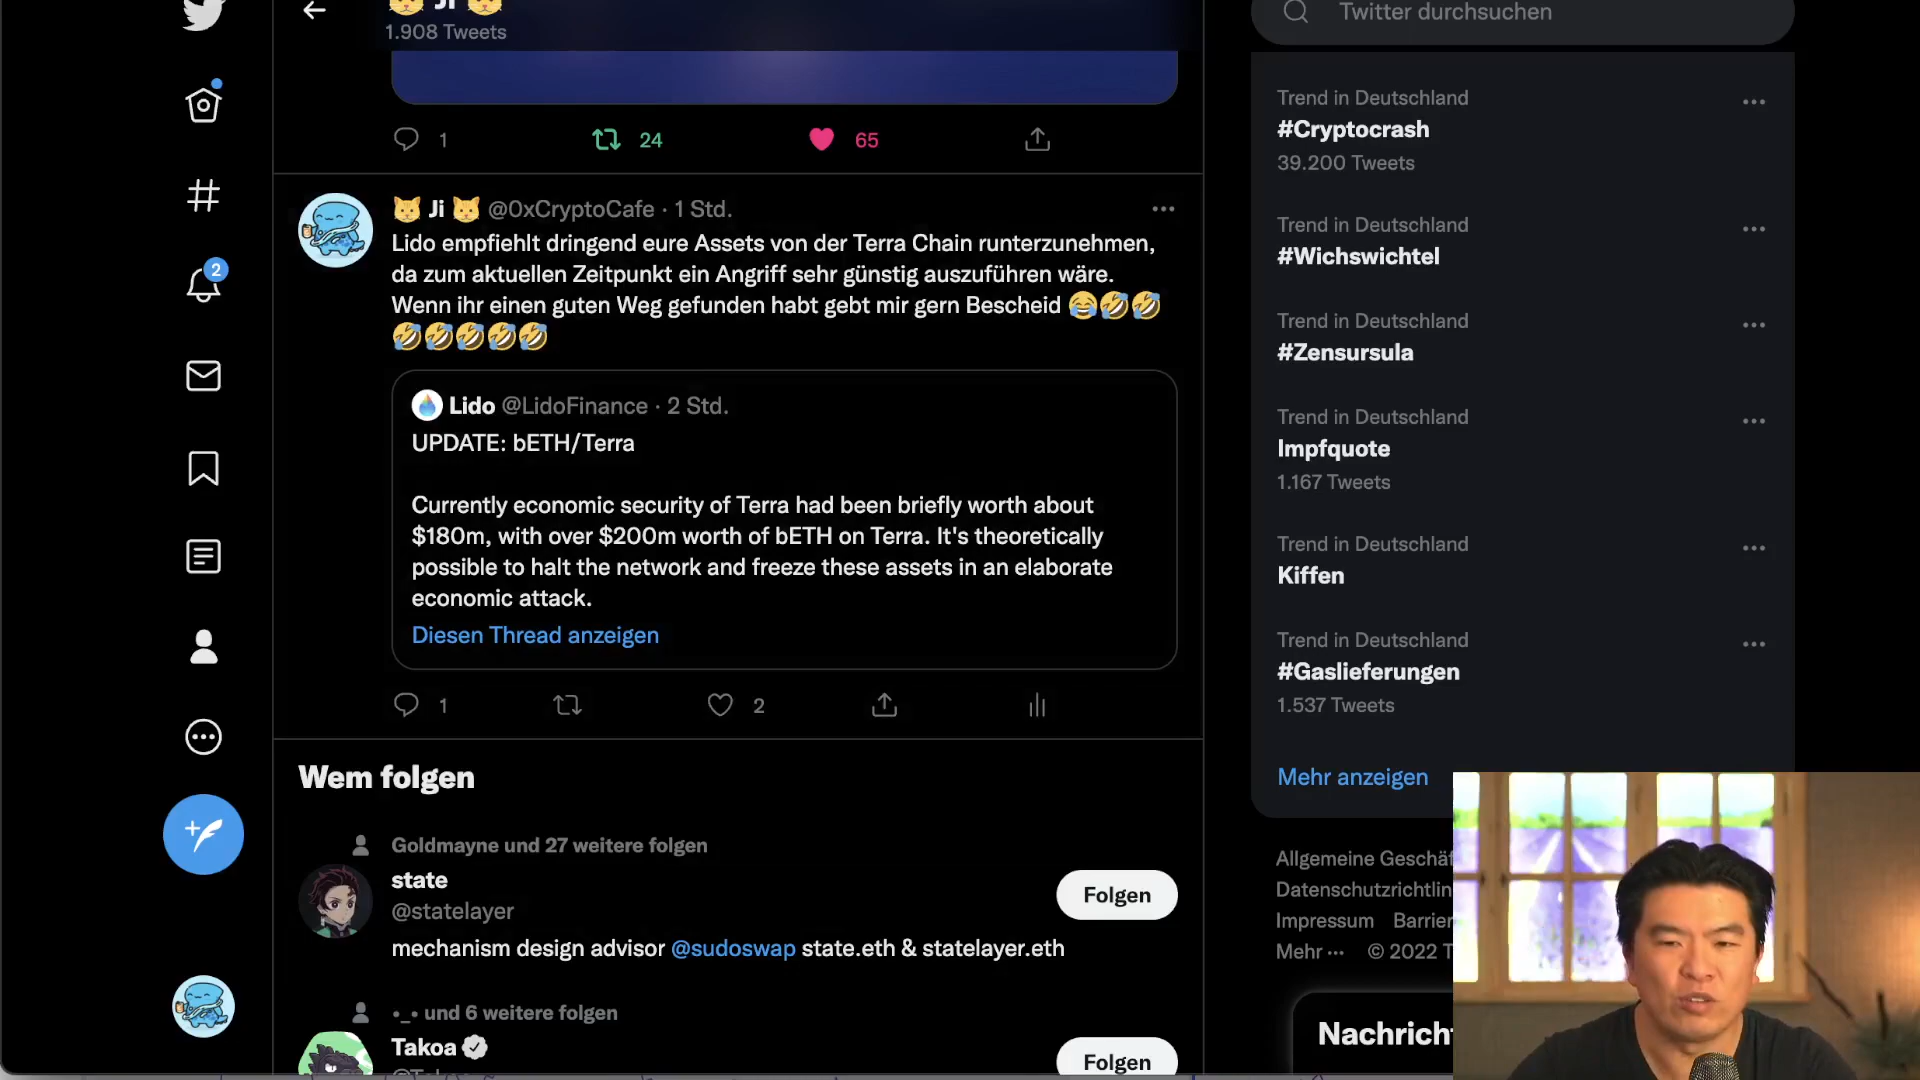 Ji
1.908 Tweets
Twitter durchsuchen
1
24
65
2
Ji @0xCryptoCafe · 1 Std.
Lido empfiehlt dringend eure Assets von der Terra Chain runterzunehmen,
da zum aktuellen Zeitpunkt ein Angriff sehr günstig auszuführen wäre.
Wenn ihr einen guten Weg gefunden habt gebt mir gern Bescheid 😂🤣🤣
🤣🤣🤣🤣🤣
Lido @LidoFinance · 2 Std.
UPDATE: bETH/Terra
Currently economic security of Terra had been briefly worth about
$180m, with over $200m worth of bETH on Terra. It's theoretically
possible to halt the network and freeze these assets in an elaborate
economic attack.
Diesen Thread anzeigen
1
2
Wem folgen
Goldmayne und 27 weitere folgen
state
@statelayer
Folgen
mechanism design advisor @sudoswap state.eth & statelayer.eth
•_• und 6 weitere folgen
Takoa
Folgen
Trend in Deutschland
#Cryptocrash
39.200 Tweets
Trend in Deutschland
#Wichswichtel
Trend in Deutschland
#Zensursula
Trend in Deutschland
Impfquote
1.167 Tweets
Trend in Deutschland
Kiffen
Trend in Deutschland
#Gaslieferungen
1.537 Tweets
Mehr anzeigen
Allgemeine Geschäf
Datenschutzrichtlin
Impressum Barrier
Mehr ··· © 2022 T
Nachricht